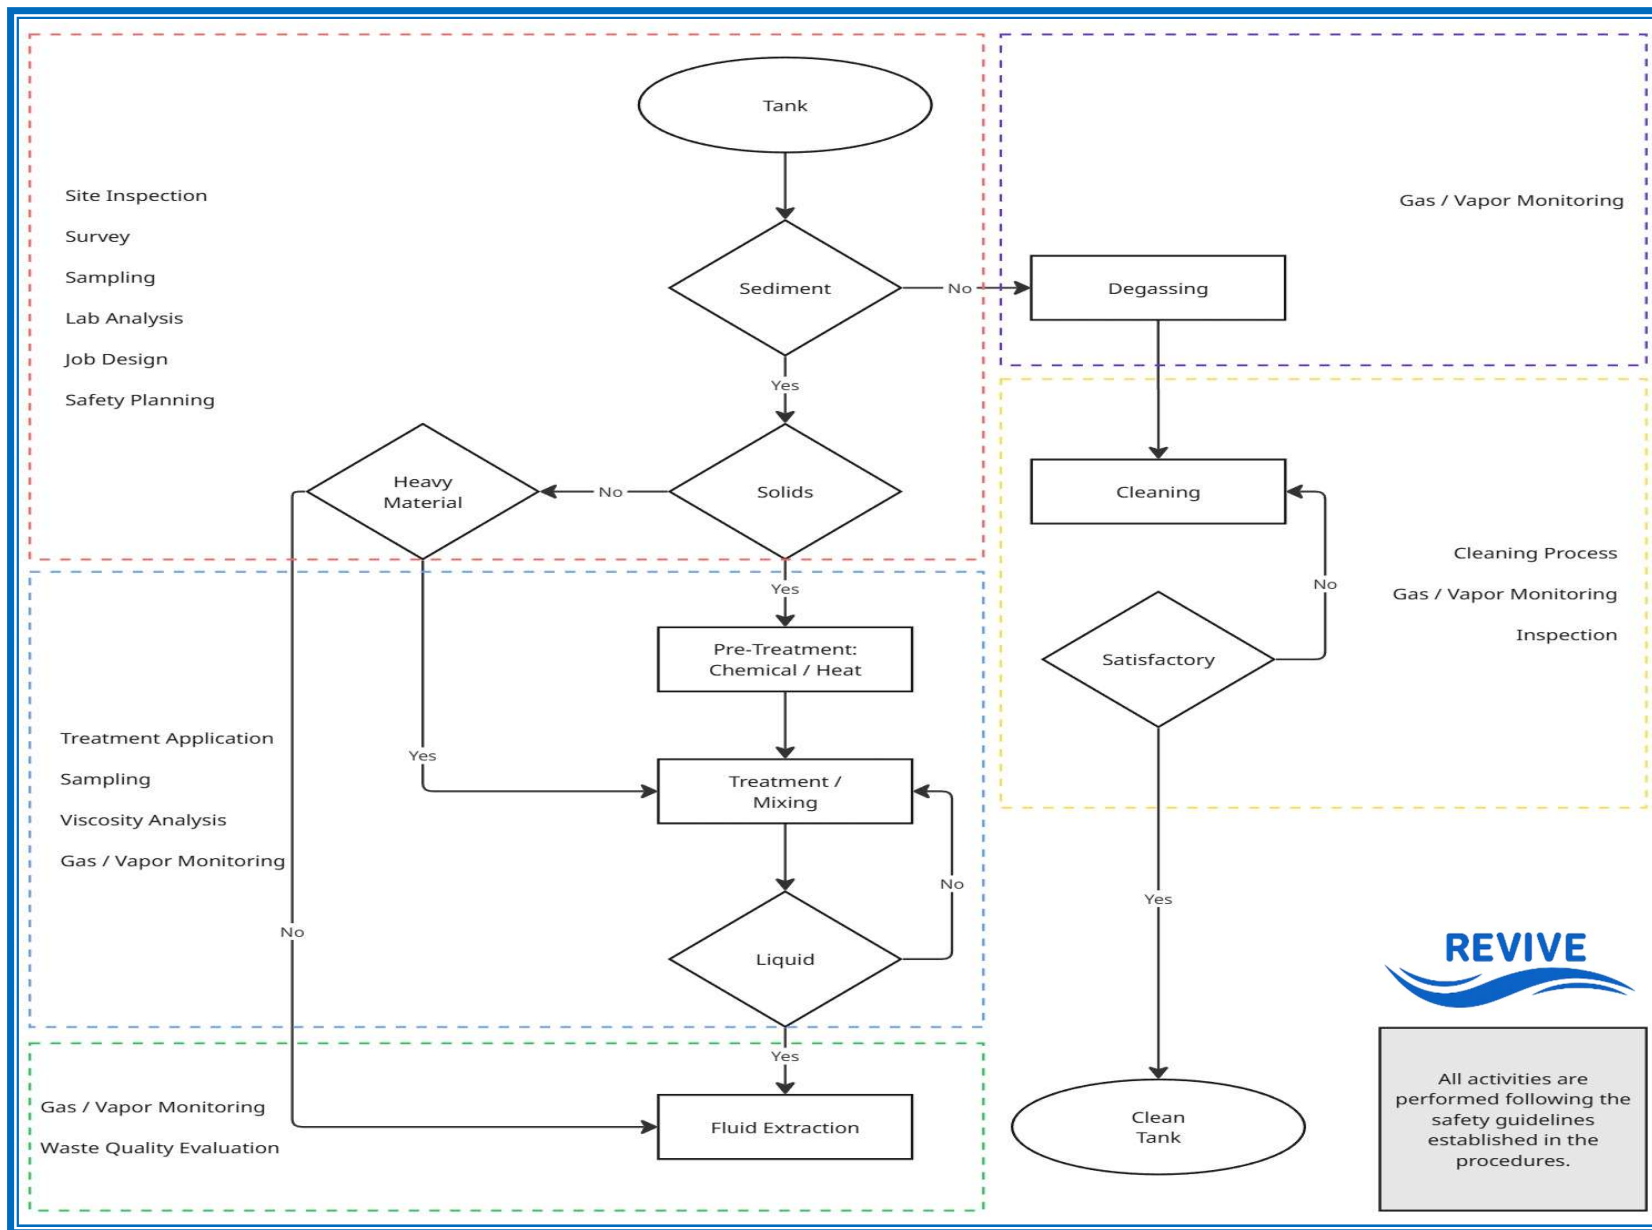 Tank
Site Inspection
Survey
Sampling
Lab Analysis
Job Design
Safety Planning
Sediment
No
Yes
Heavy
Material
No
Solids
Yes
Gas / Vapor Monitoring
Degassing
Cleaning
No
Cleaning Process
Gas / Vapor Monitoring
Inspection
Satisfactory
Yes
Pre-Treatment:
Chemical / Heat
Treatment Application
Sampling
Viscosity Analysis
Gas / Vapor Monitoring
Yes
Treatment /
Mixing
No
No
Liquid
Yes
Gas / Vapor Monitoring
Waste Quality Evaluation
Fluid Extraction
Clean
Tank
REVIVE
All activities are
performed following the
safety guidelines
established in the
procedures.